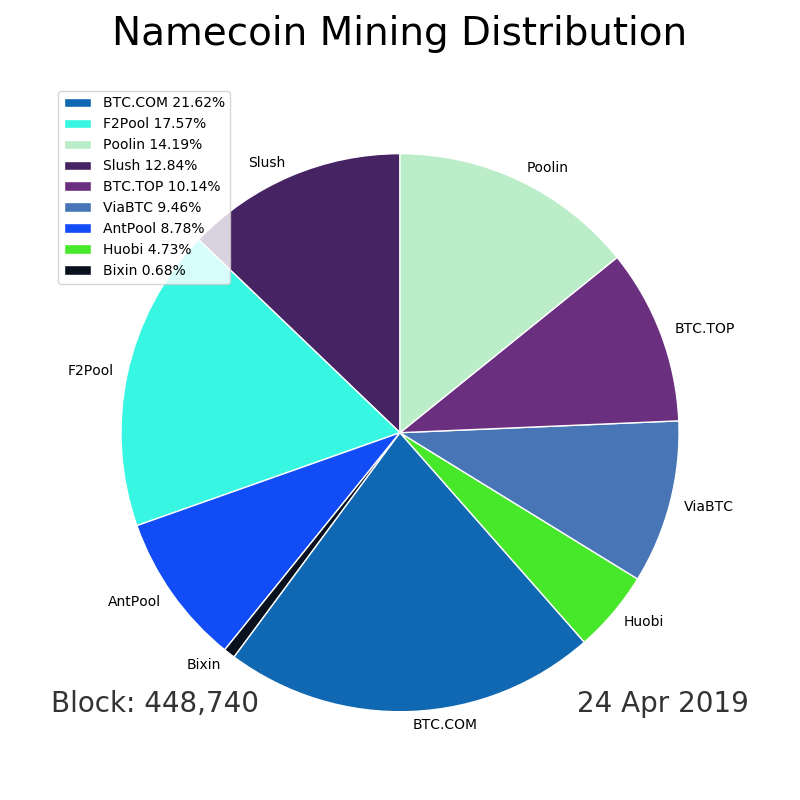 Namecoin Mining Distribution
BTC.COM 21.62%
F2Pool 17.57%
Poolin 14.19%
Slush 12.84%
BTC.TOP 10.14%
ViaBTC 9.46%
AntPool 8.78%
Huobi 4.73%
Bixin 0.68%
Slush
Poolin
BTC.TOP
F2Pool
ViaBTC
AntPool
Huobi
Bixin
BTC.COM
Block: 448,740
24 Apr 2019